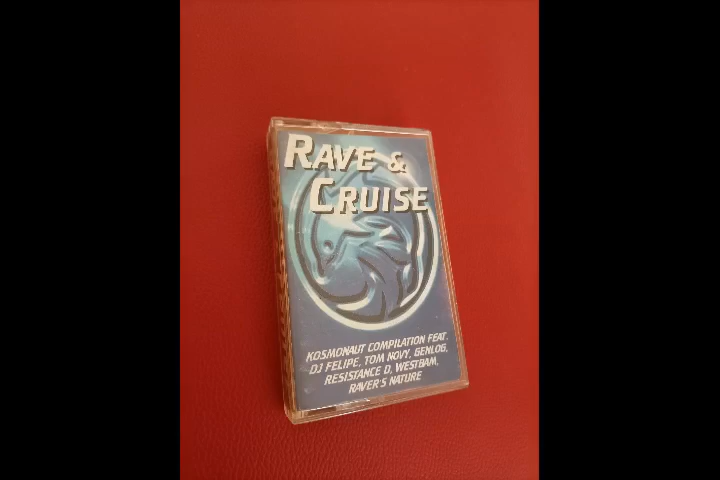 RAVE &
CRUISE
KOSMONAUT COMPILATION FEAT.
DJ FELIPE, TOM NOVY, GENLOG,
RESISTANCE D, WESTBAM,
RAVER'S NATURE